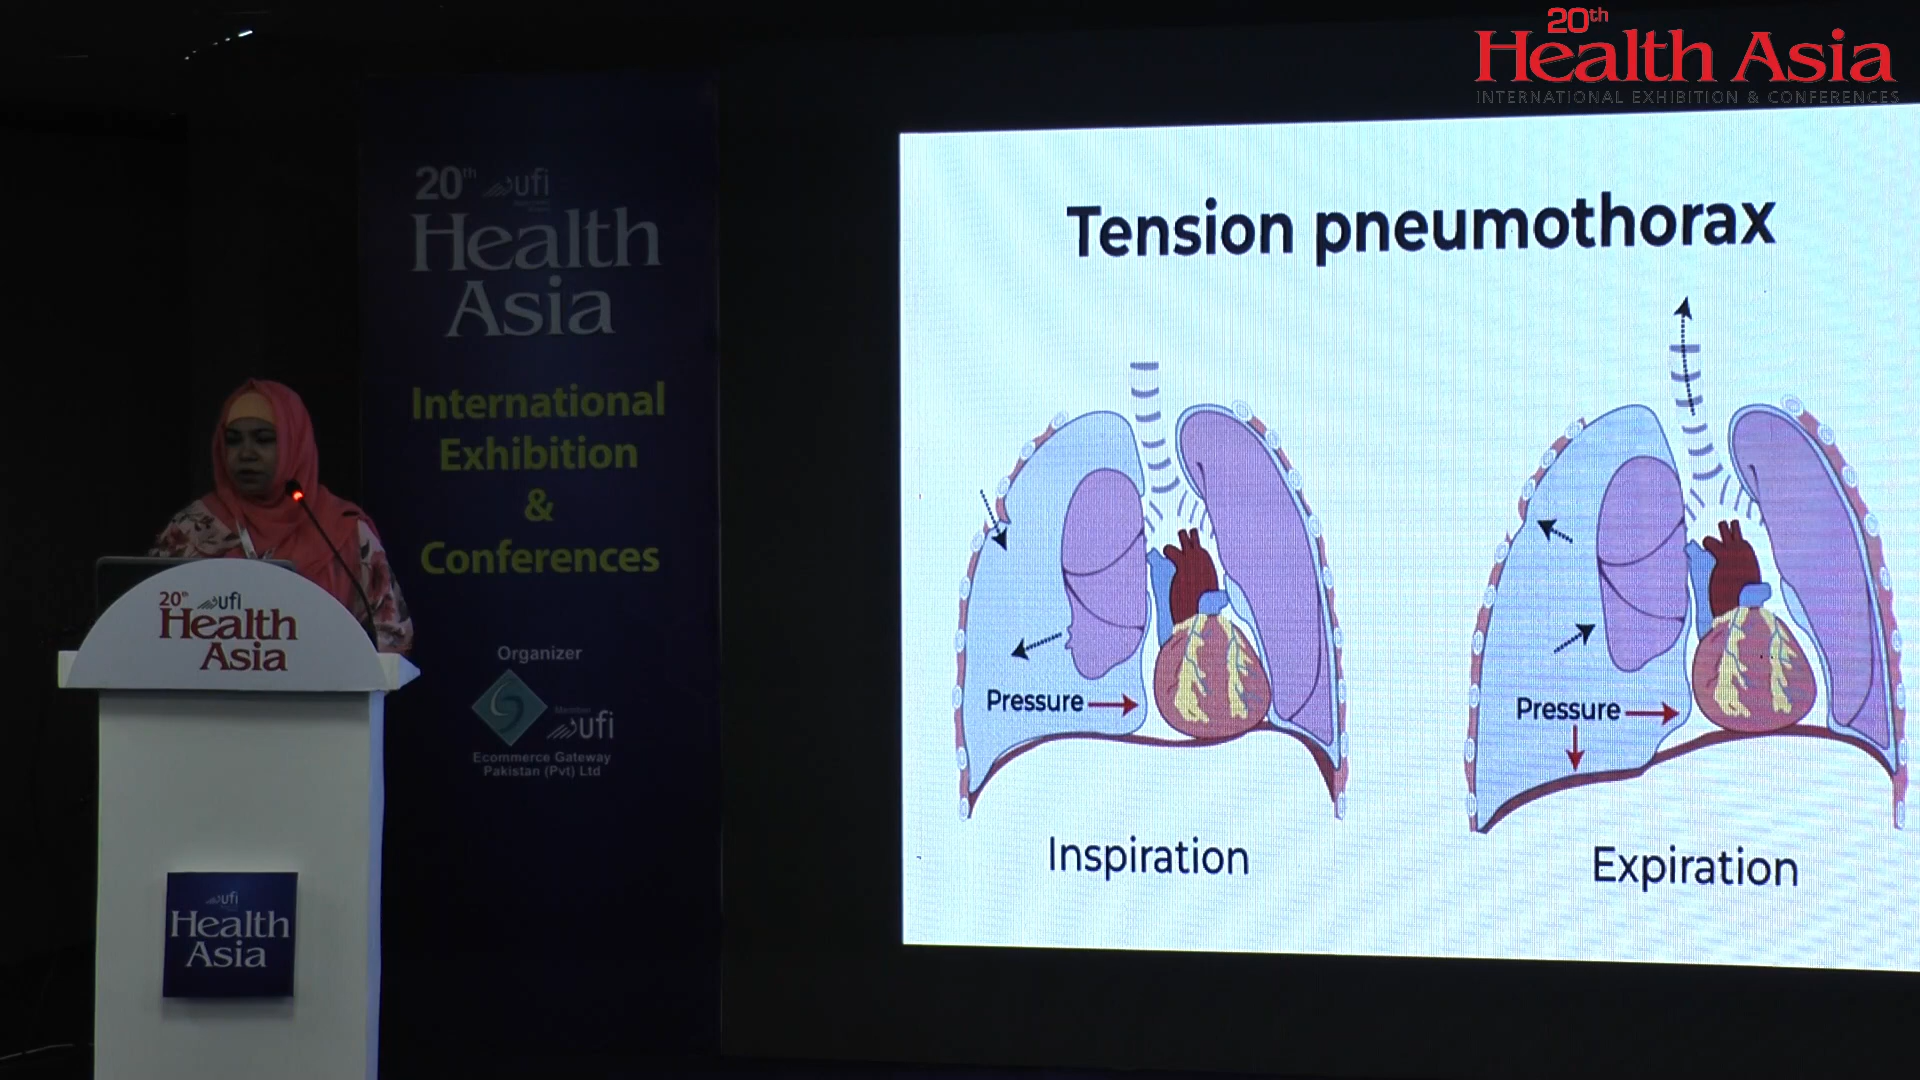 20th
Health Asia
INTERNATIONAL EXHIBITION & CONFERENCES
20th ufi
Health
Asia
International
Exhibition
&
Conferences
Organizer
Member
ufi
Ecommerce Gateway
Pakistan (Pvt) Ltd
20th ufi
Health
Asia
ufi
Health
Asia
Tension pneumothorax
Pressure
Inspiration
Pressure
Expiration